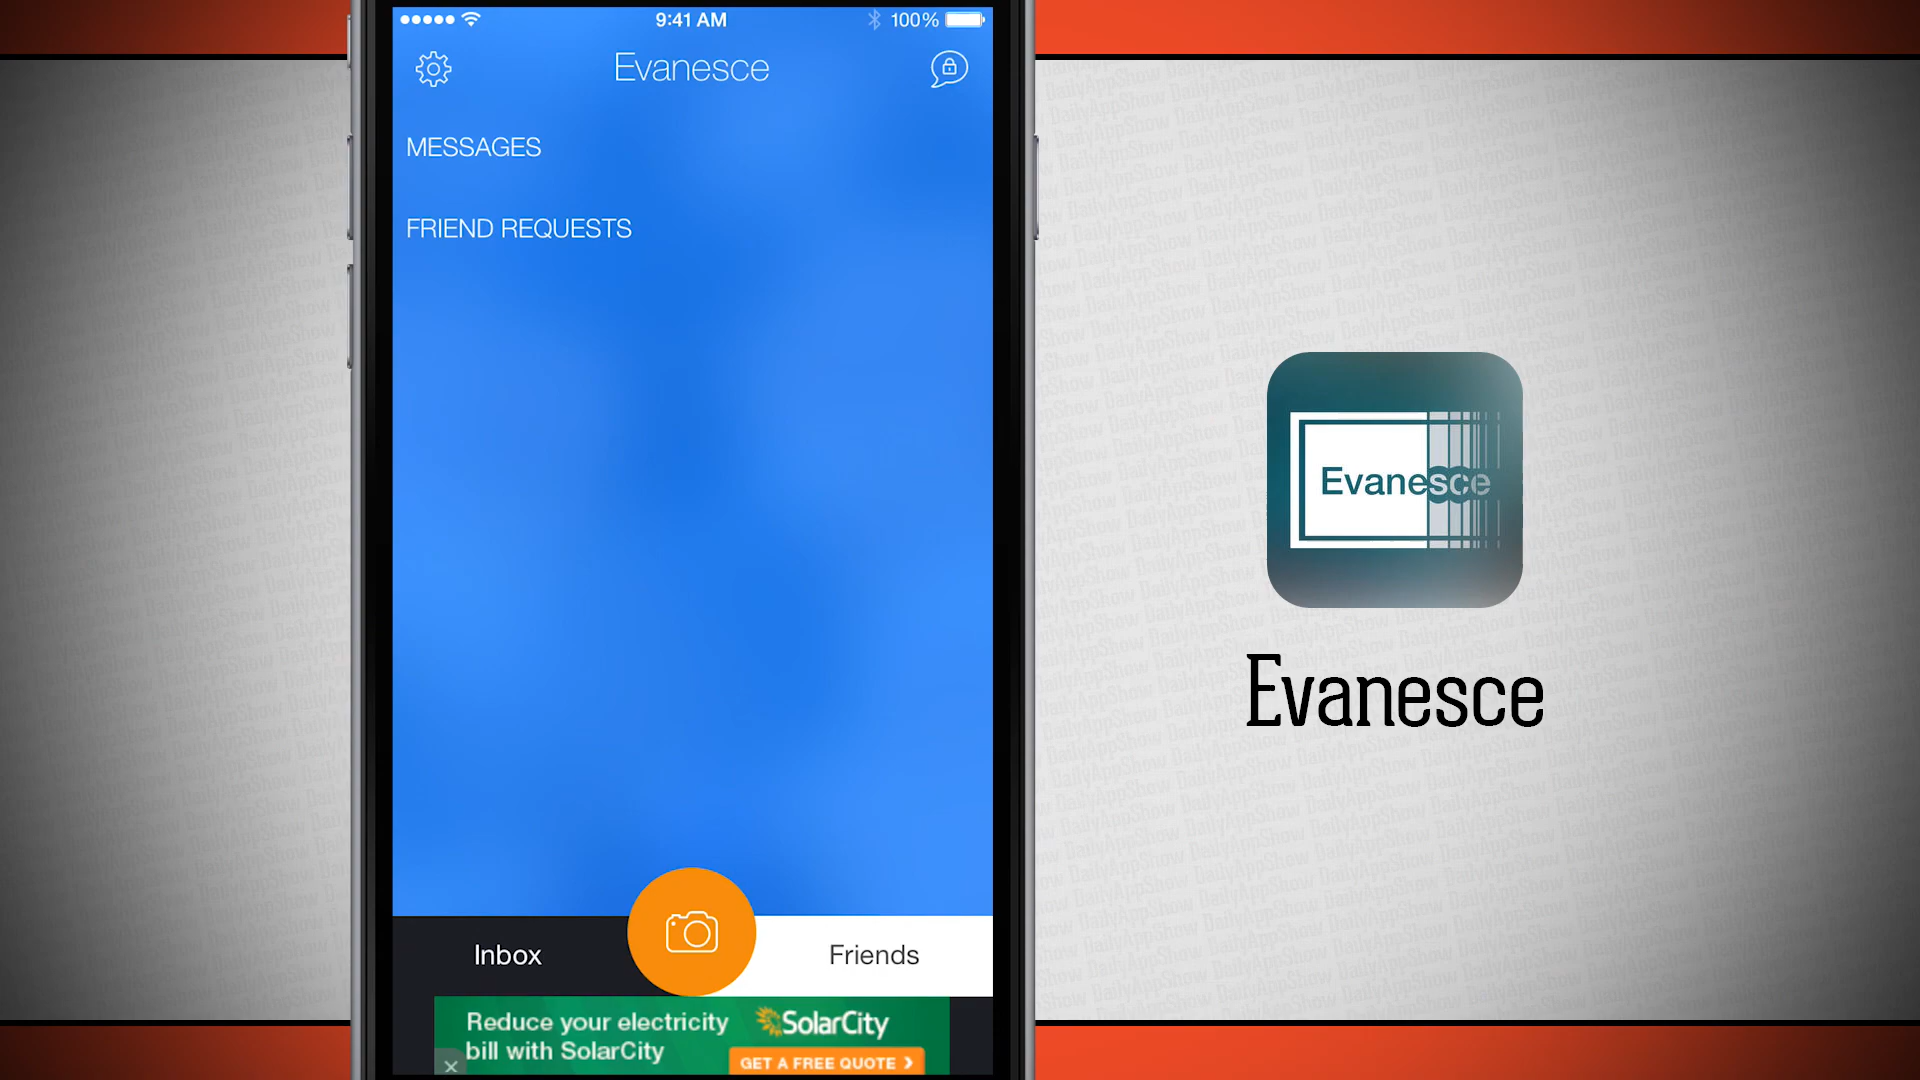 9:41 AM
100%
Evanesce
MESSAGES
FRIEND REQUESTS
Evanesce
Evanesce
Inbox
Friends
Reduce your electricity
bill with SolarCity
SolarCity
GET A FREE QUOTE
DailyAppShow